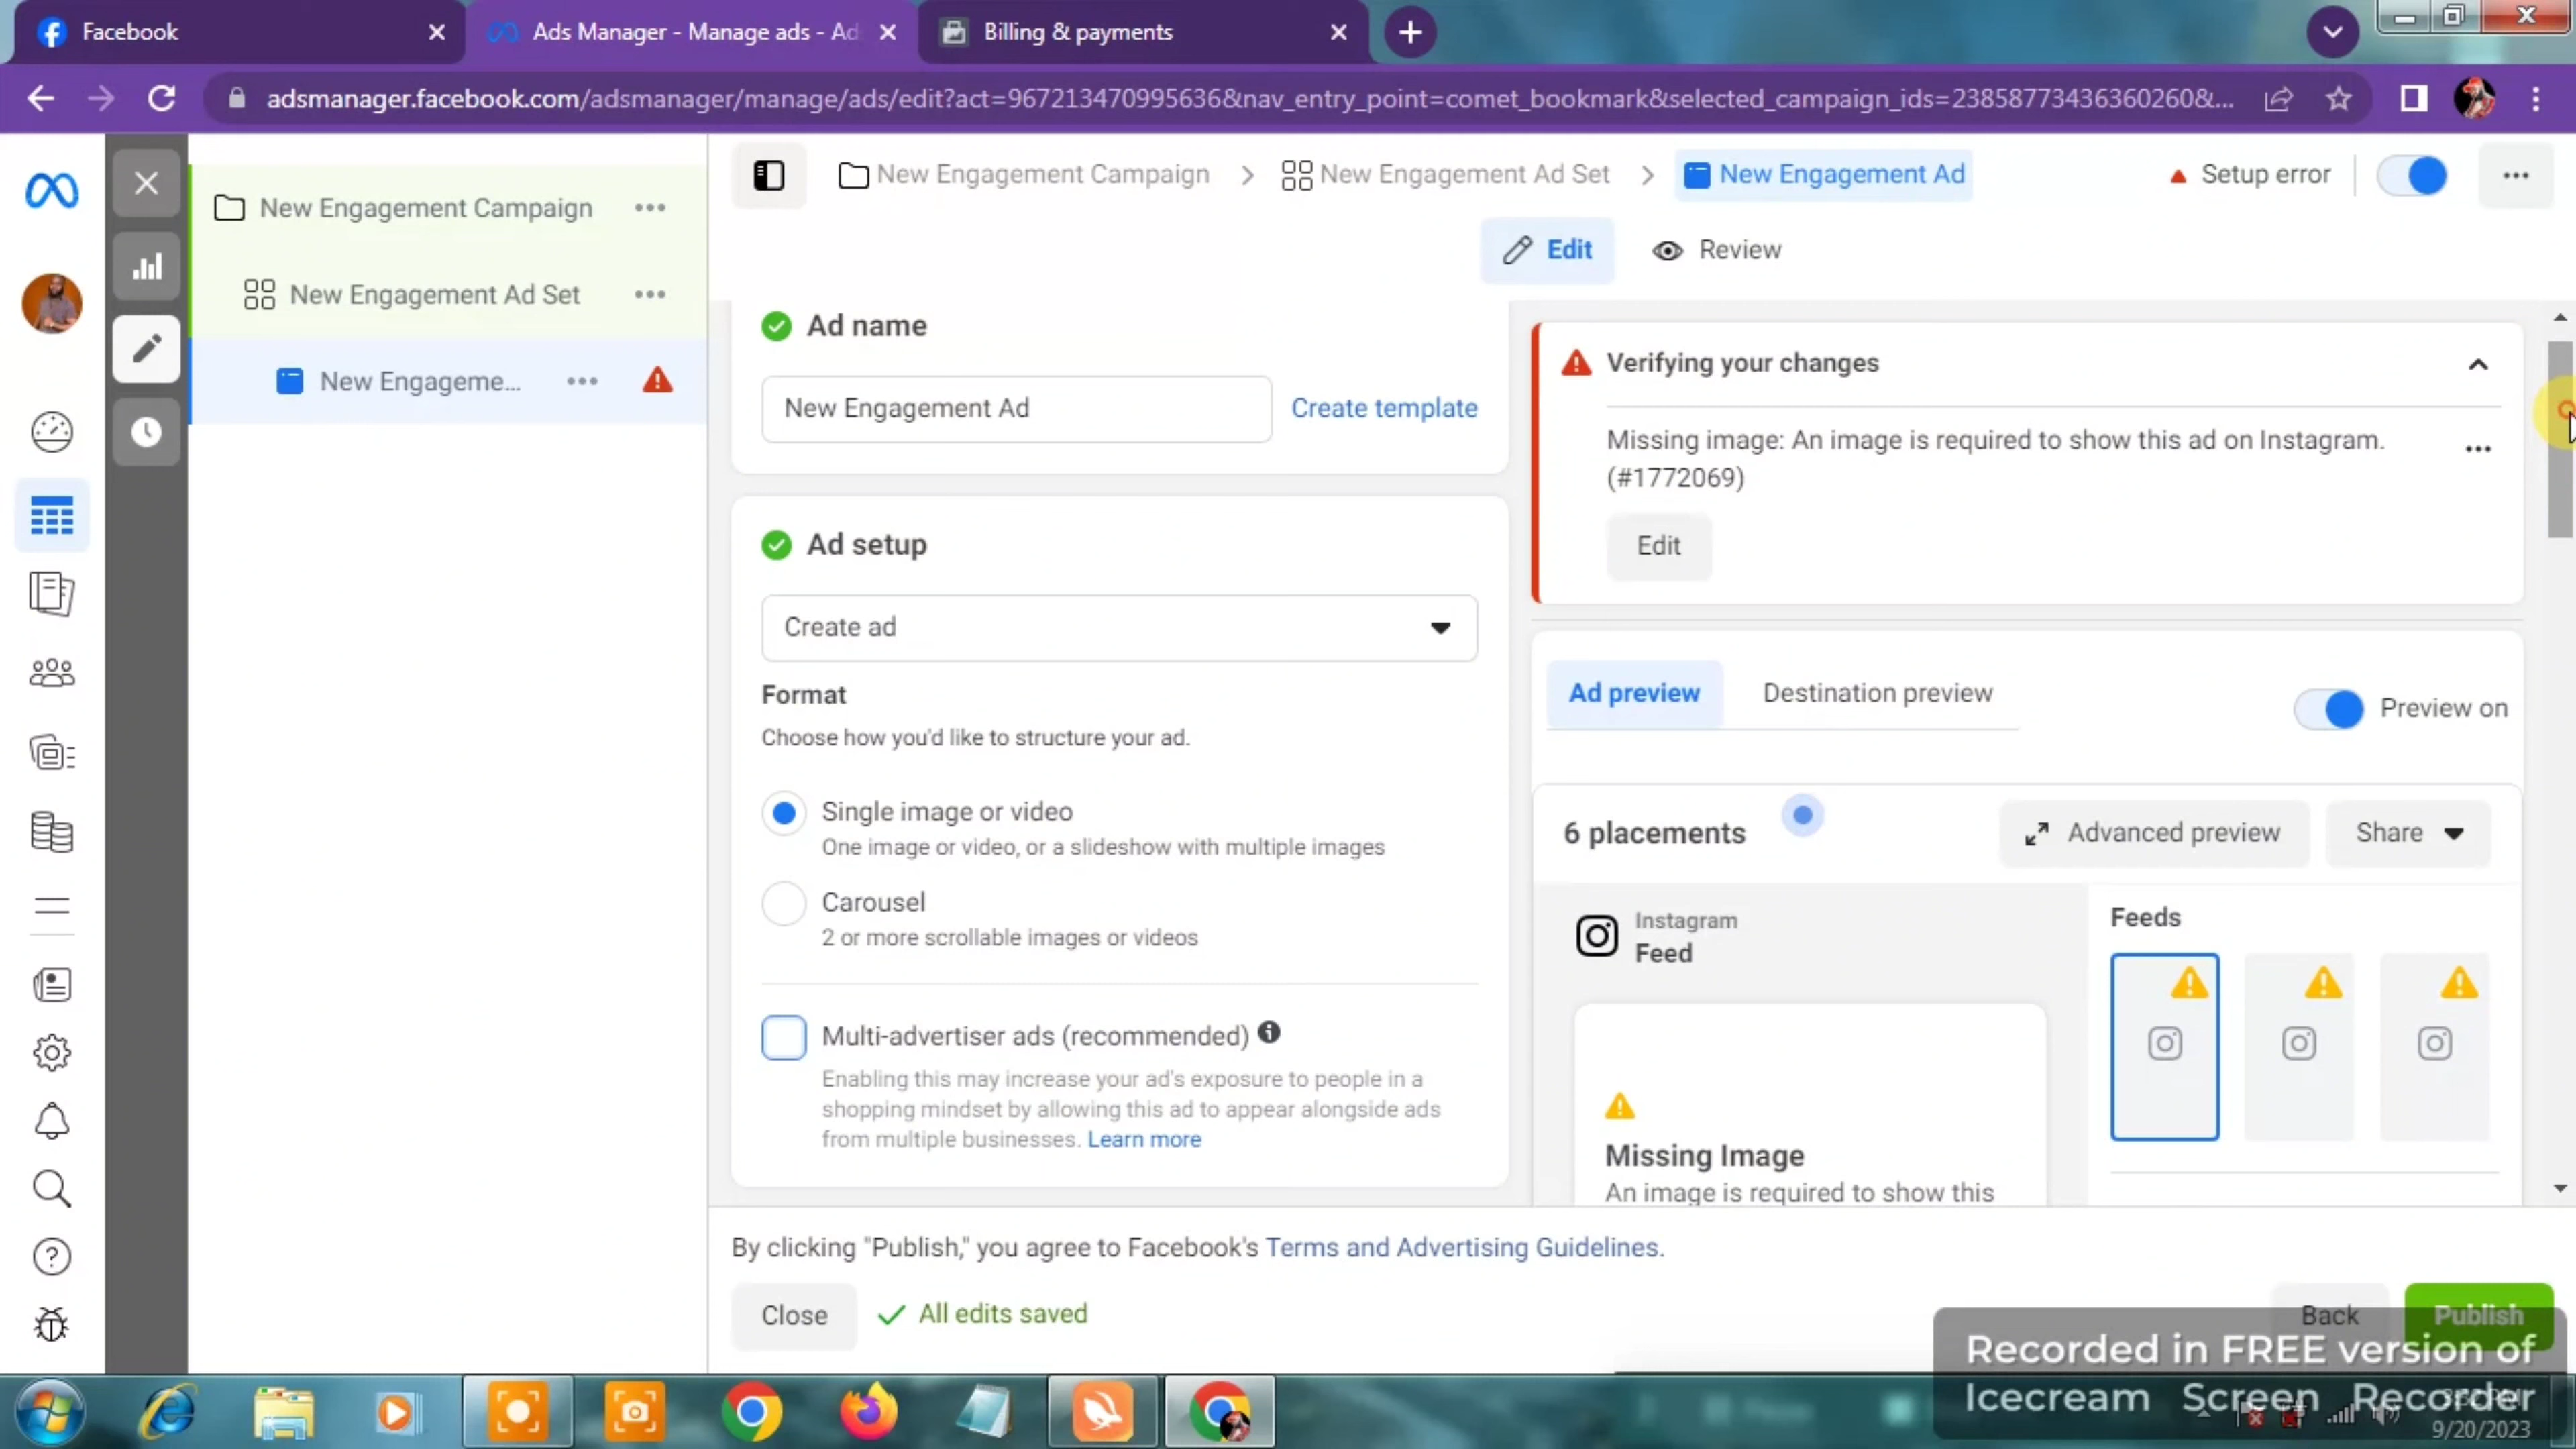 Facebook
Ads Manager - Manage ads - Ad
Billing & payments
adsmanager.facebook.com/adsmanager/manage/ads/edit?act=967213470995636&nav_entry_point=comet_bookmark&selected_campaign_ids=23858773436360260&...
New Engagement Campaign
New Engagement Ad Set
New Engageme...
New Engagement Campaign > New Engagement Ad Set > New Engagement Ad
Setup error
Edit
Review
Ad name
New Engagement Ad
Create template
Ad setup
Create ad
Format
Choose how you'd like to structure your ad.
Single image or video
One image or video, or a slideshow with multiple images
Carousel
2 or more scrollable images or videos
Multi-advertiser ads (recommended)
Enabling this may increase your ad's exposure to people in a
shopping mindset by allowing this ad to appear alongside ads
from multiple businesses. Learn more
Verifying your changes
Missing image: An image is required to show this ad on Instagram.
(#1772069)
Edit
Ad preview
Destination preview
Preview on
6 placements
Advanced preview
Share
Instagram
Feed
Feeds
Missing Image
An image is required to show this
By clicking "Publish," you agree to Facebook's Terms and Advertising Guidelines.
Close
All edits saved
Back
Publish
Recorded in FREE version of
Icecream Screen Recorder
9/20/2023